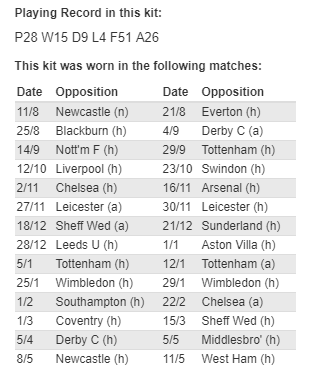 Playing Record in this kit:
P28 W15 D9 L4 F51 A26
This kit was worn in the following matches:
Date Opposition Date Opposition
11/8 Newcastle (n) 21/8 Everton (h)
25/8 Blackburn (h) 4/9 Derby C (a)
14/9 Nott'm F (h) 29/9 Tottenham (h)
12/10 Liverpool (h) 23/10 Swindon (h)
2/11 Chelsea (h) 16/11 Arsenal (h)
27/11 Leicester (a) 30/11 Leicester (h)
18/12 Sheff Wed (a) 21/12 Sunderland (h)
28/12 Leeds U (h) 1/1 Aston Villa (h)
5/1 Tottenham (h) 12/1 Tottenham (a)
25/1 Wimbledon (h) 29/1 Wimbledon (h)
1/2 Southampton (h) 22/2 Chelsea (a)
1/3 Coventry (h) 15/3 Sheff Wed (h)
5/4 Derby C (h) 5/5 Middlesbro' (h)
8/5 Newcastle (h) 11/5 West Ham (h)